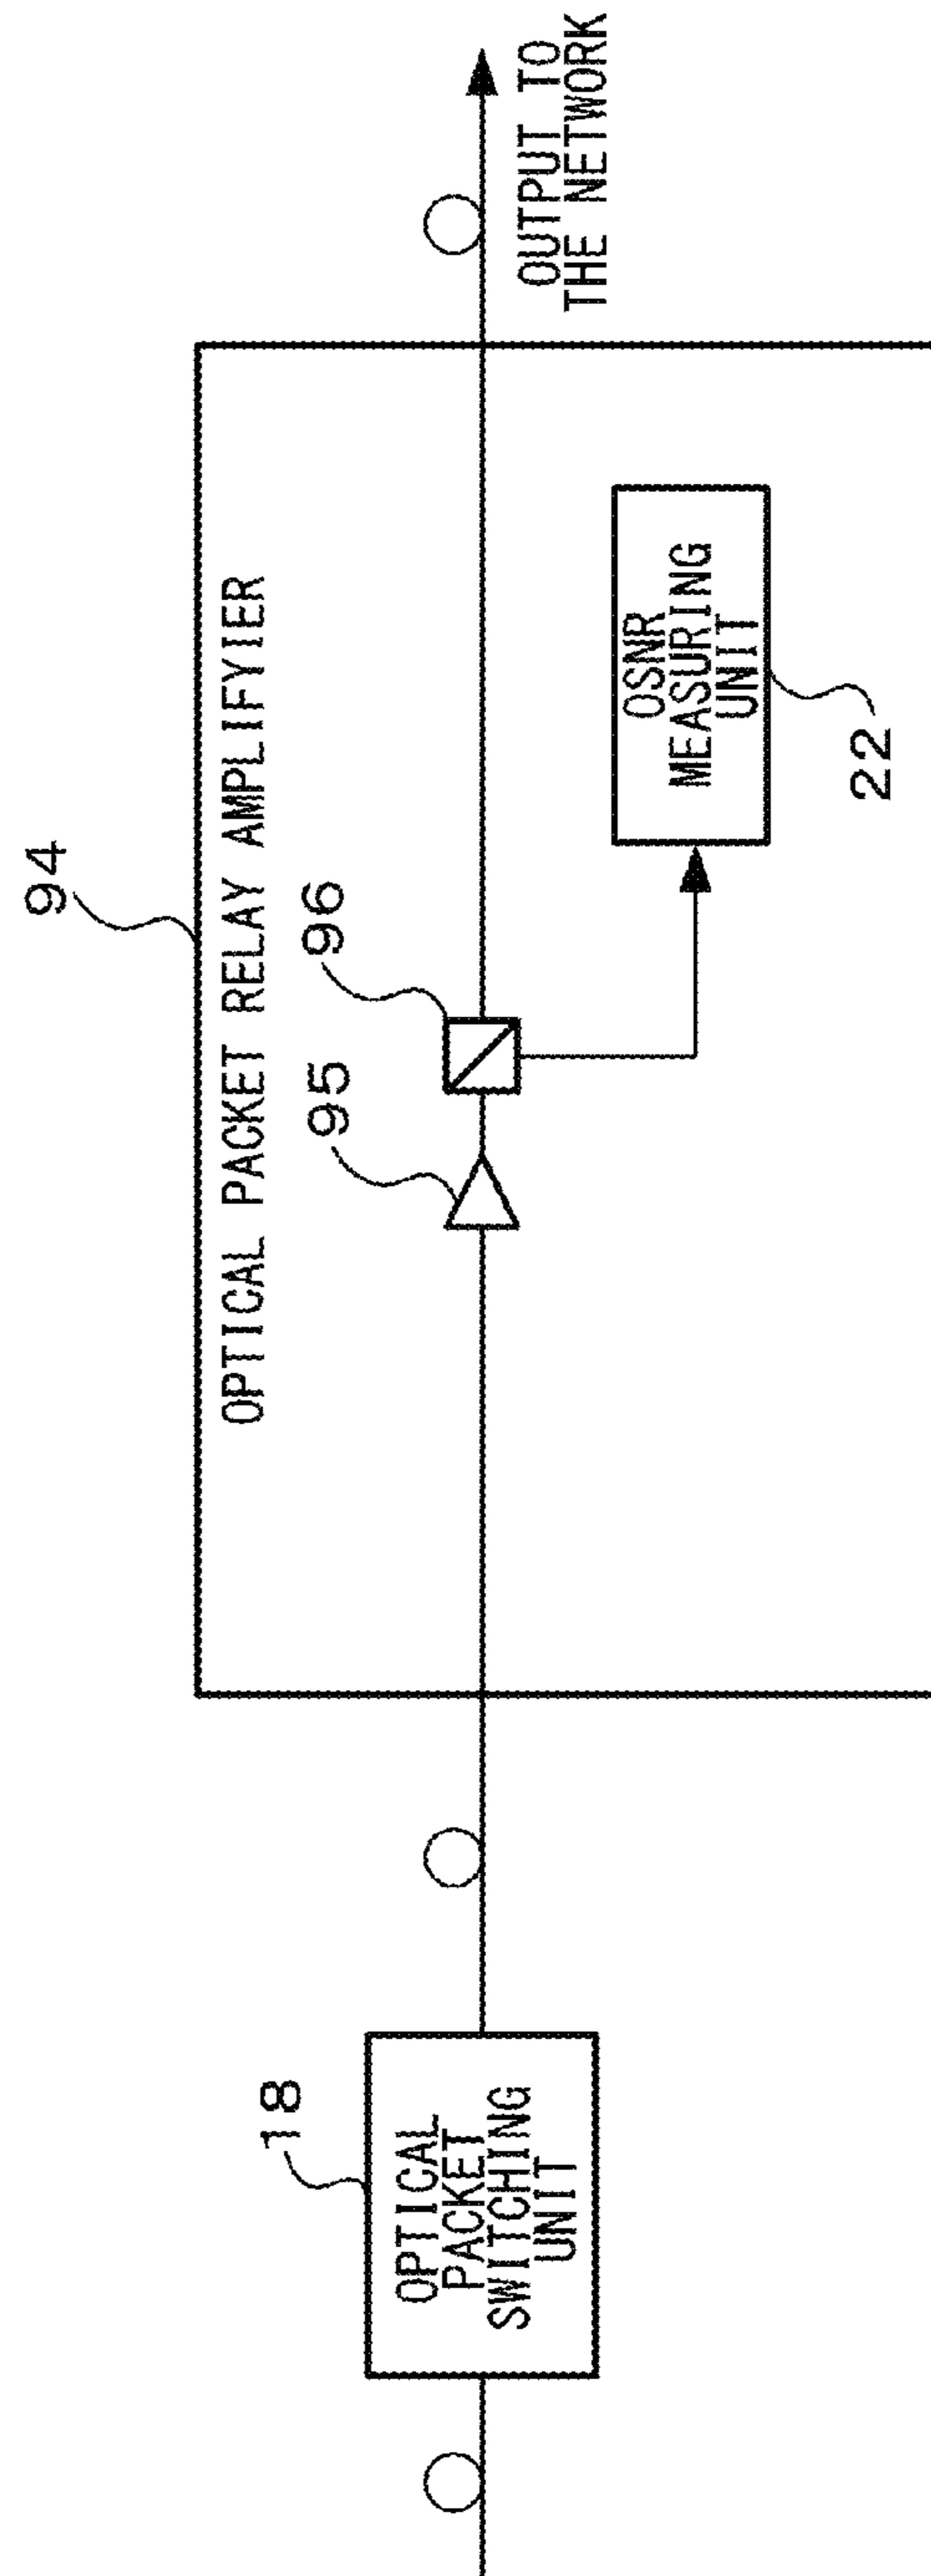 94
OPTICAL PACKET RELAY AMPLIFYIER
18
OPTICAL
PACKET
SWITCHING
UNIT
95
96
OSNR
MEASURING
UNIT
22
OUTPUT TO
THE NETWORK